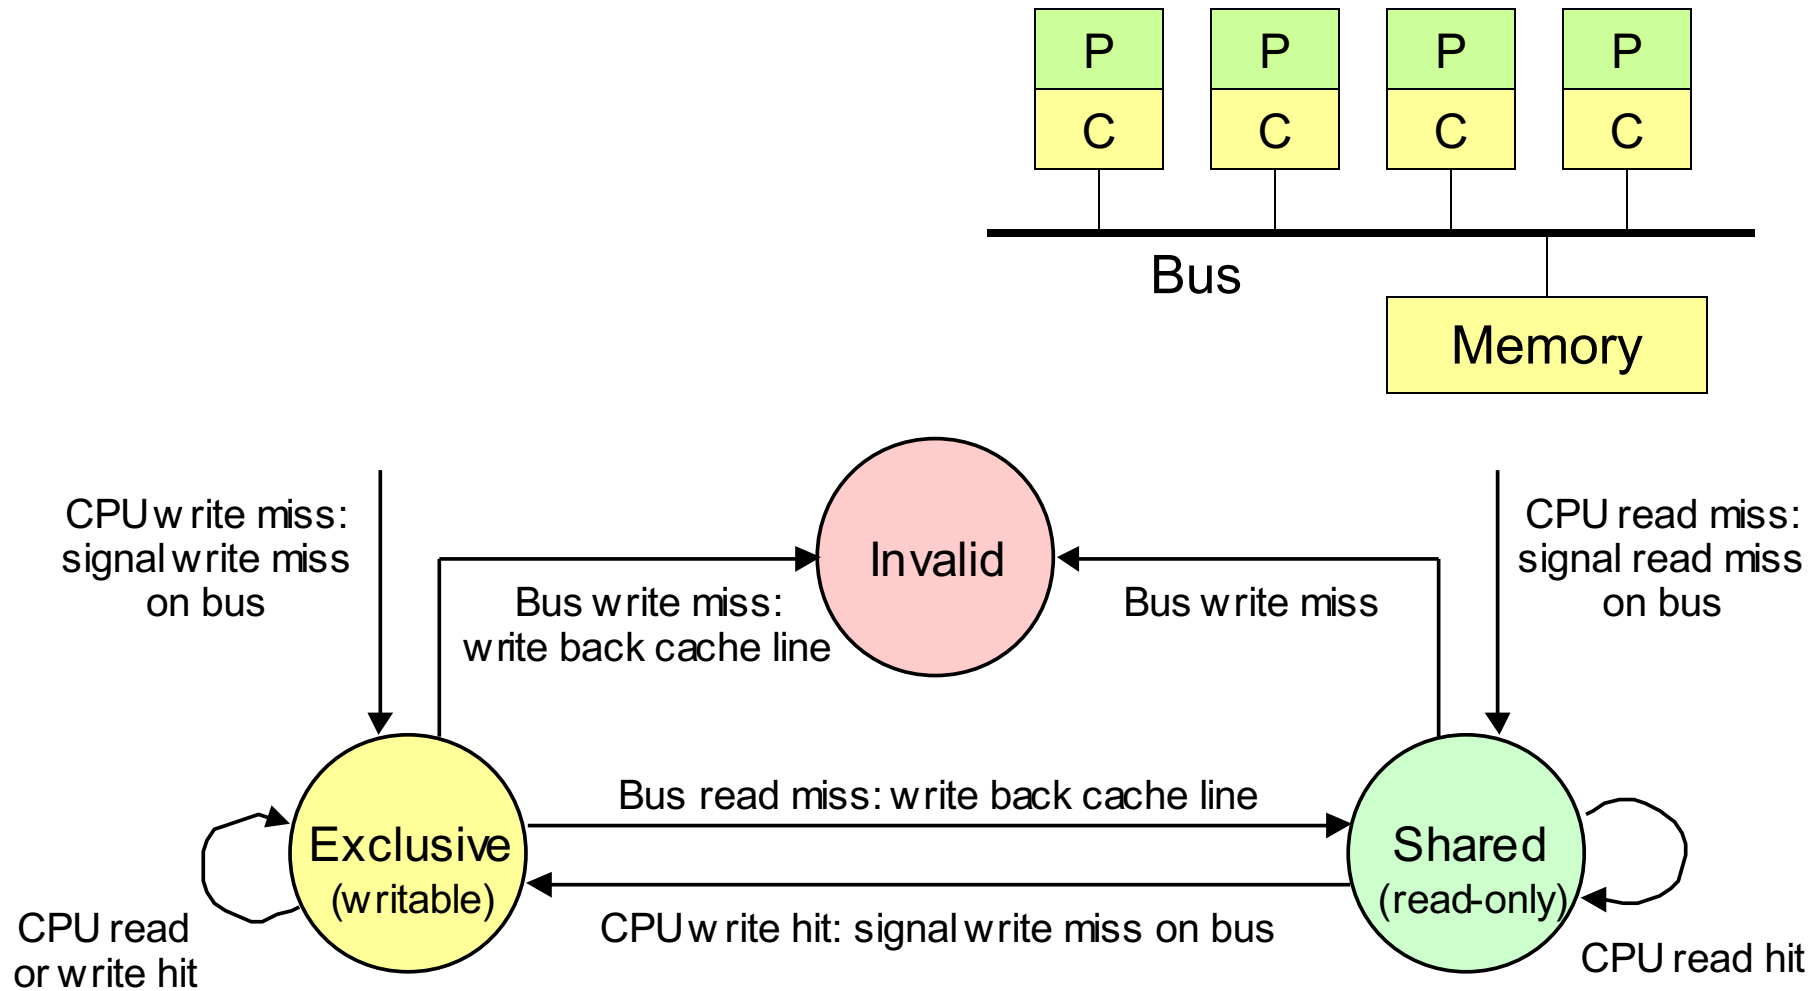 P P P P
C C C C
Bus
Memory
CPU write miss:
signal write miss
on bus
Invalid
CPU read miss:
signal read miss
on bus
Bus write miss:
write back cache line
Bus write miss
Bus read miss: write back cache line
Exclusive
(writable)
Shared
(read-only)
CPU write hit: signal write miss on bus
CPU read
or write hit
CPU read hit